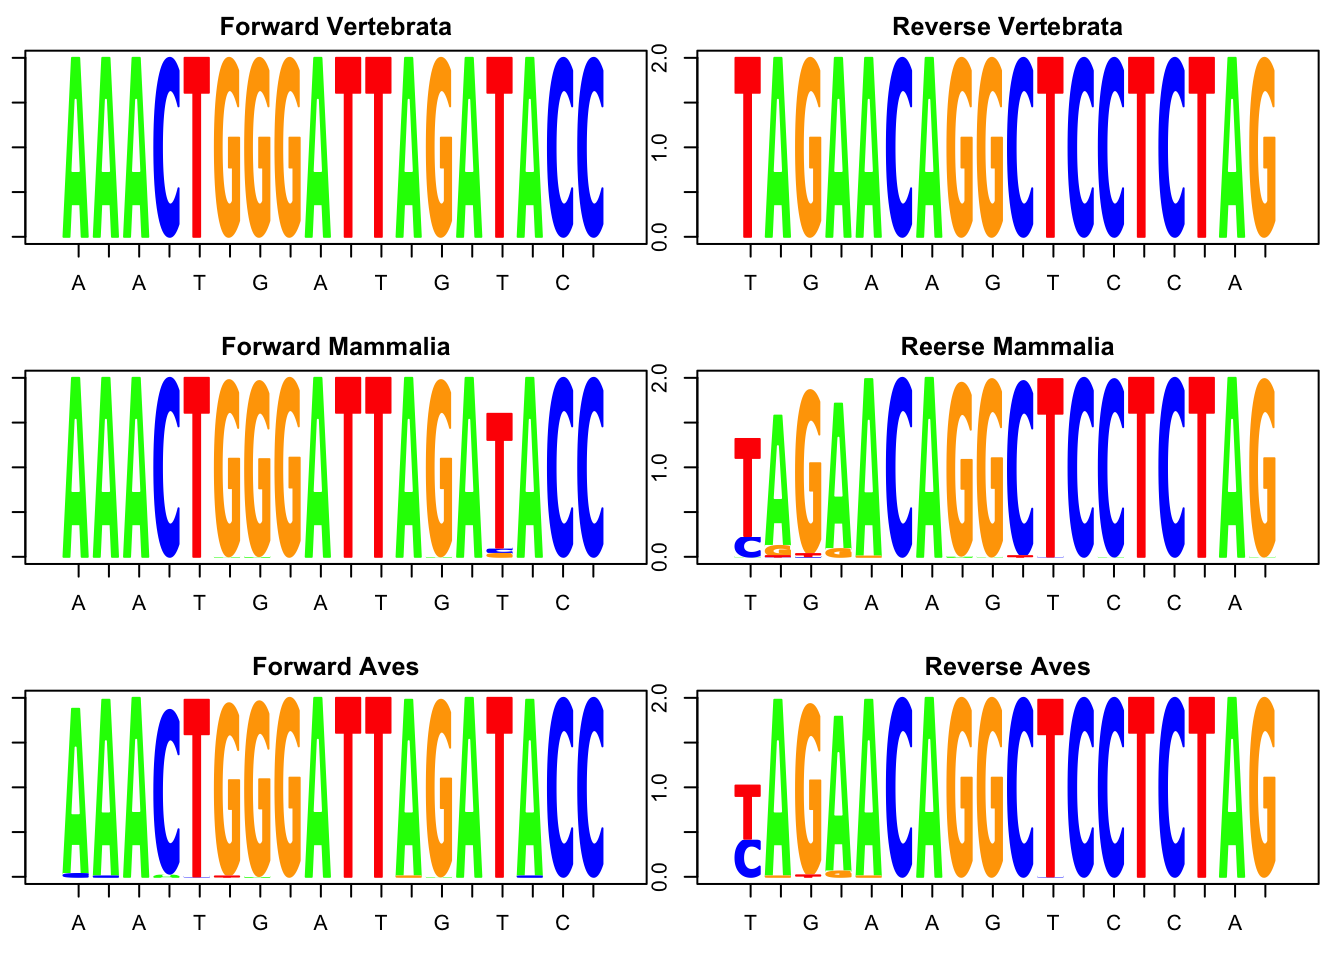 Forward Vertebrata
AAACTGGGATTAGATACC
A A T G A T G T C
Reverse Vertebrata
2.0
1.0
0.0
TAGAACAGGCTCCTCTAG
T G A A G T C C A
Forward Mammalia
AAACTGGGATTAGATACC
A A T G A T G T C
Reerse Mammalia
2.0
1.0
0.0
TAGAACAGGCTCCTCTAG
C G G
T G A A G T C C A
Forward Aves
AAACTGGGATTAGATACC
A A T G A T G T C
Reverse Aves
2.0
1.0
0.0
TAGAACAGGCTCCTCTAG
C G
T G A A G T C C A